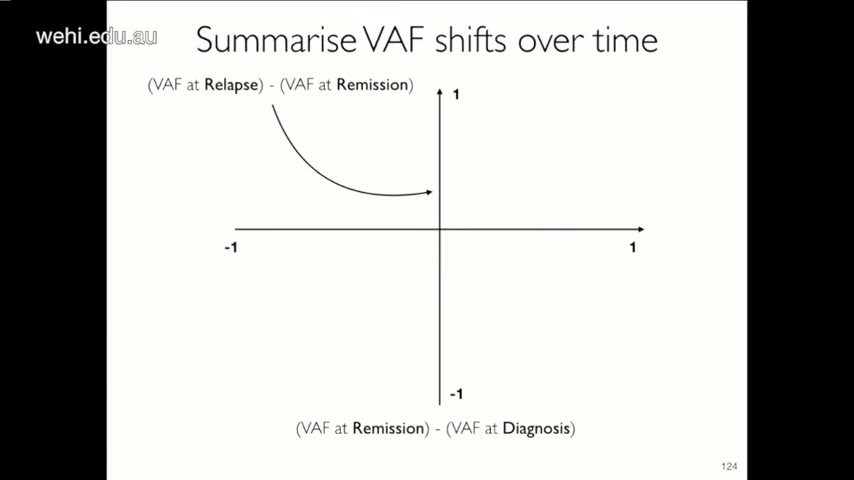 wehi.edu.au
Summarise VAF shifts over time
(VAF at Relapse) - (VAF at Remission)
1
-1
1
-1
(VAF at Remission) - (VAF at Diagnosis)
124